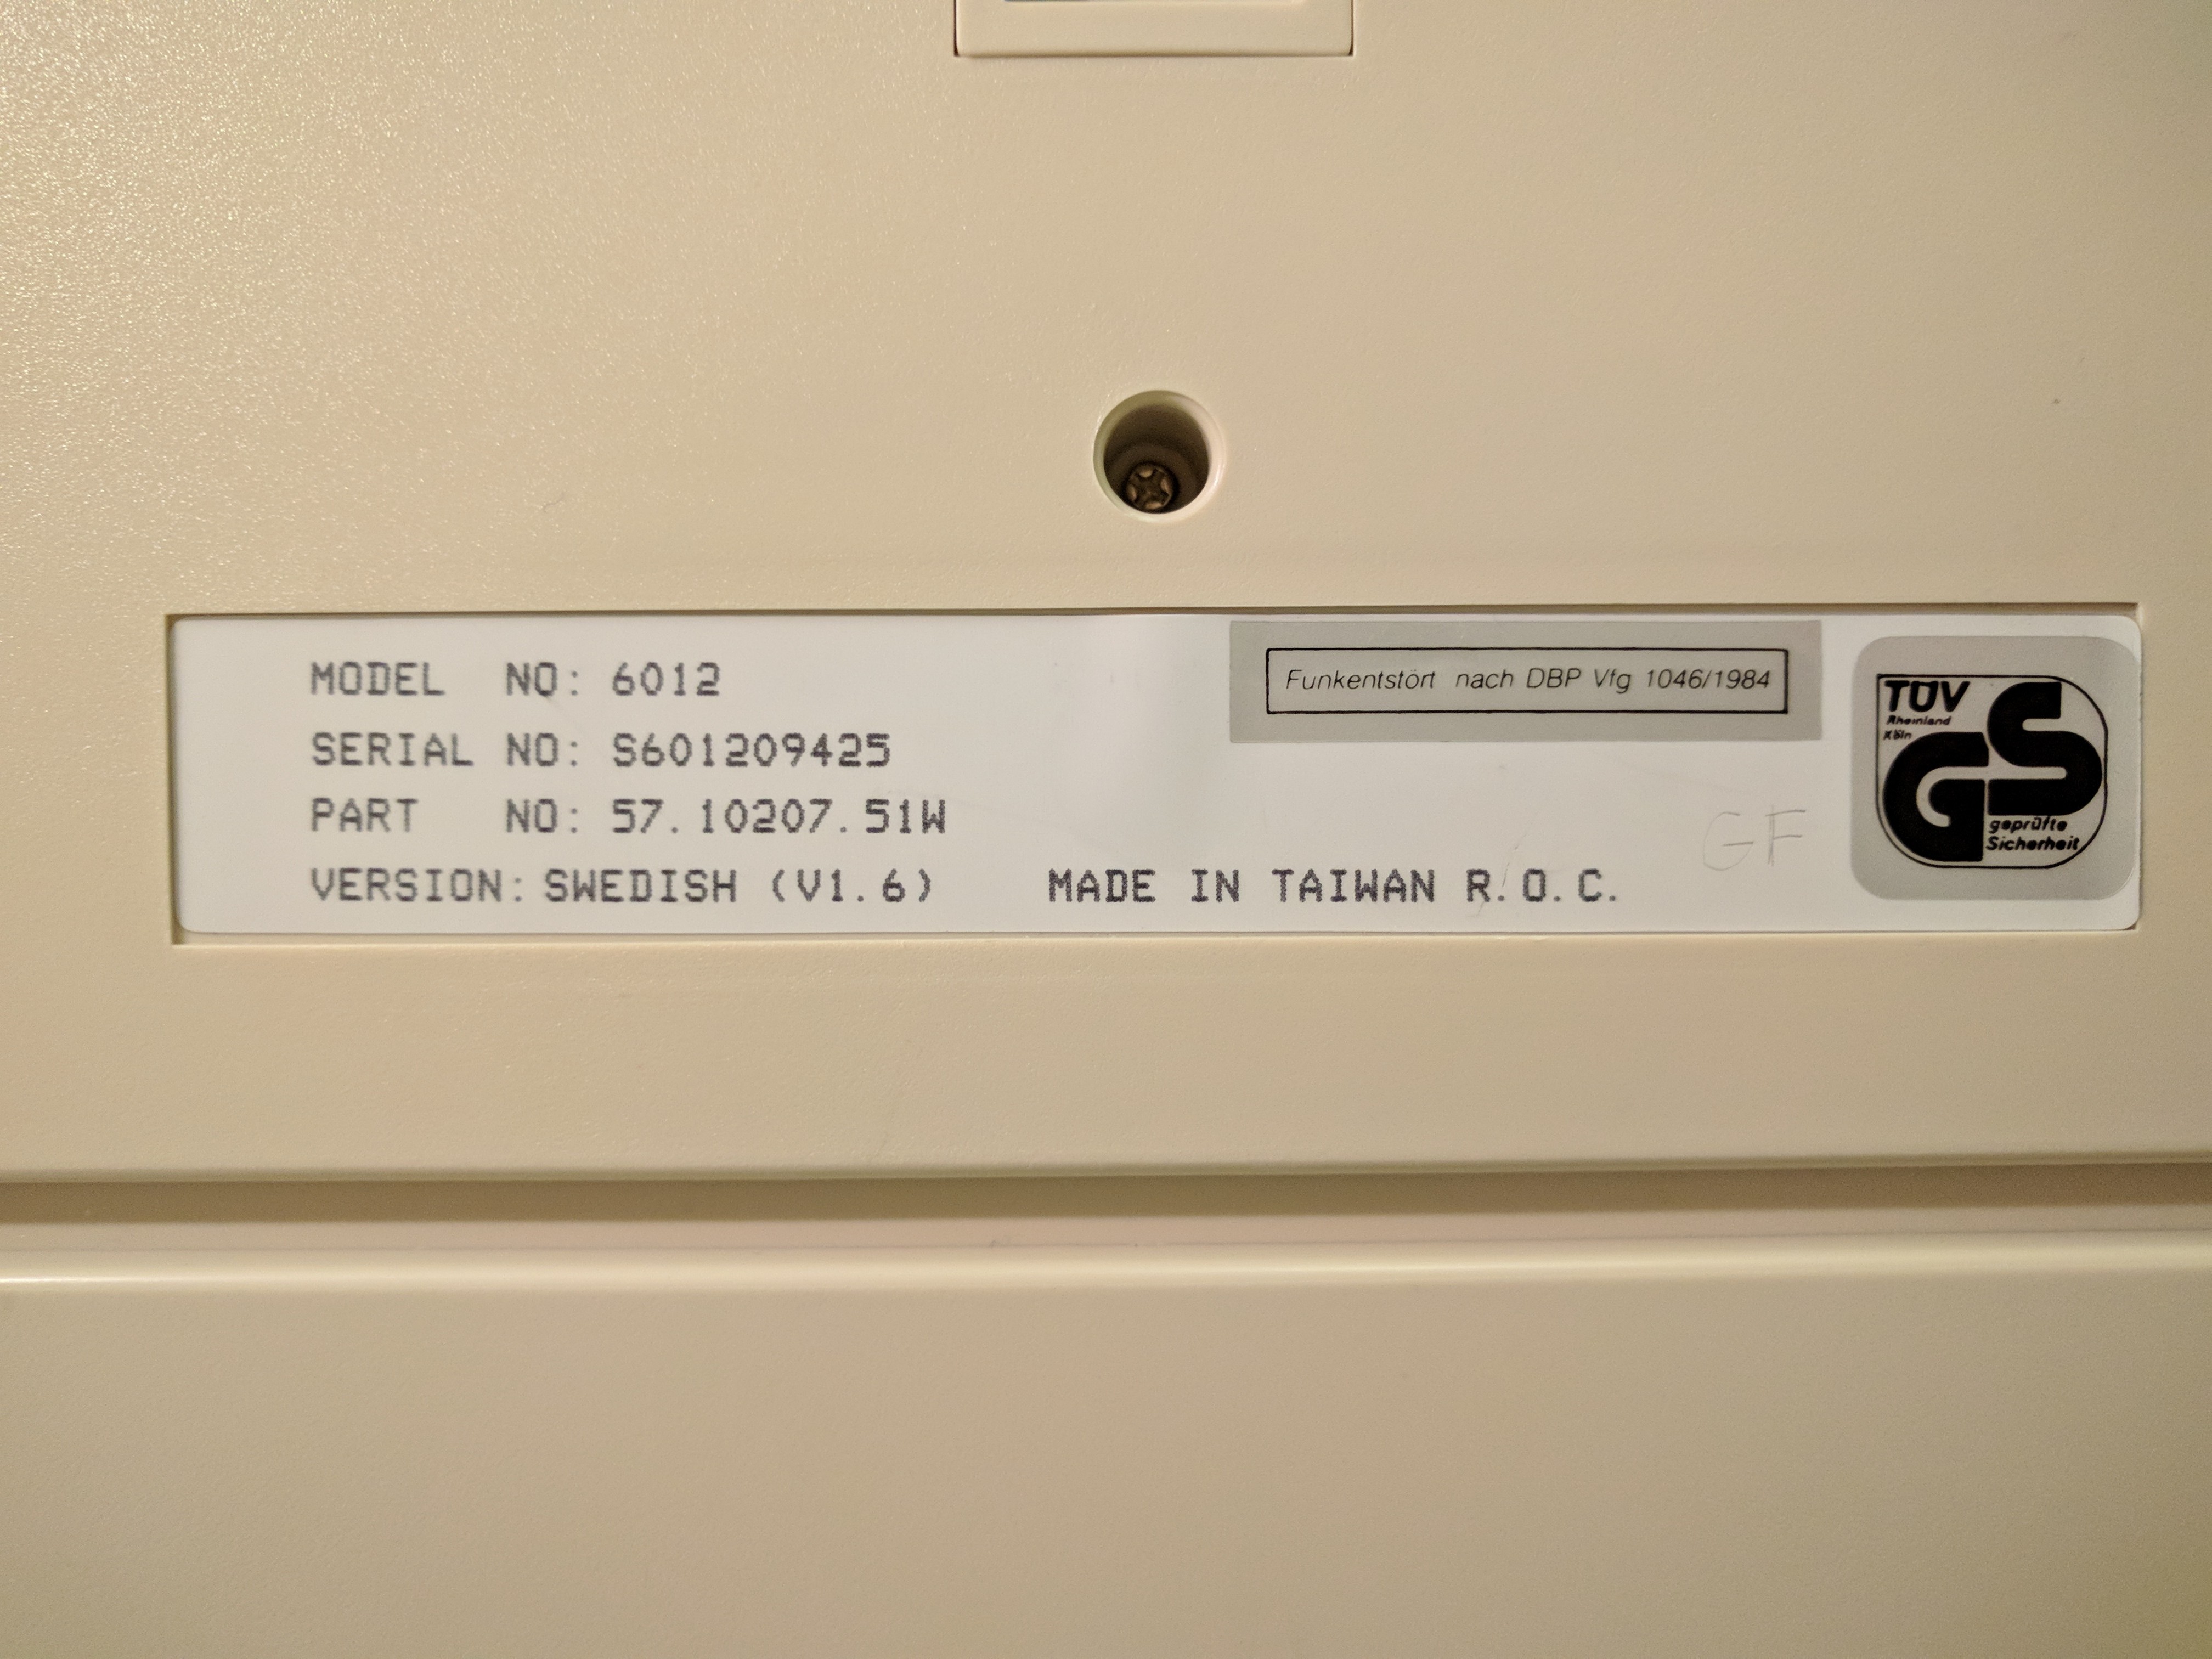 MODEL NO: 6012
SERIAL NO: S601209425
PART NO: 57.10207.51W
VERSION: SWEDISH (V1.6) MADE IN TAIWAN R.O.C.
Funkentstört nach DBP Vfg 1046/1984
GF
TÜV
Rheinland
Köln
GS
geprüfte
Sicherheit